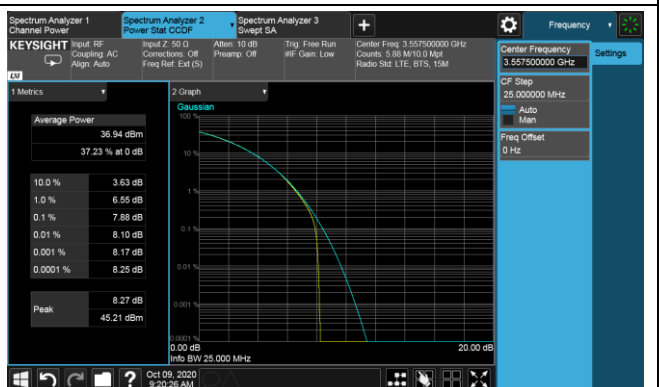 Spectrum Analyzer 1
Channel Power
Spectrum Analyzer 2
Power Stat CCDF
Spectrum Analyzer 3
Swept SA
Frequency
KEYSIGHT
Input: RF
Coupling: AC
Align: Auto
Input Z: 50 Ω
Corrections: Off
Freq Ref: Ext (S)
Atten: 10 dB
Preamp: Off
Trig: Free Run
#IF Gain: Low
Center Freq: 3.557500000 GHz
Counts: 5.88 M/10.0 Mpt
Radio Std: LTE, BTS, 15M
LXI
Center Frequency
3.557500000 GHz
Settings
CF Step
25.000000 MHz
Auto
Man
Freq Offset
0 Hz
1 Metrics
Average Power
36.94 dBm
37.23 % at 0 dB
10.0 % 3.63 dB
1.0 % 6.55 dB
0.1 % 7.88 dB
0.01 % 8.10 dB
0.001 % 8.17 dB
0.0001 % 8.25 dB
Peak
8.27 dB
45.21 dBm
2 Graph
Gaussian
100 %
10 %
1 %
0.1 %
0.01 %
0.001 %
0.0001 %
0.00 dB 20.00 dB
Info BW 25.000 MHz
?
Oct 09, 2020
9:20:26 AM